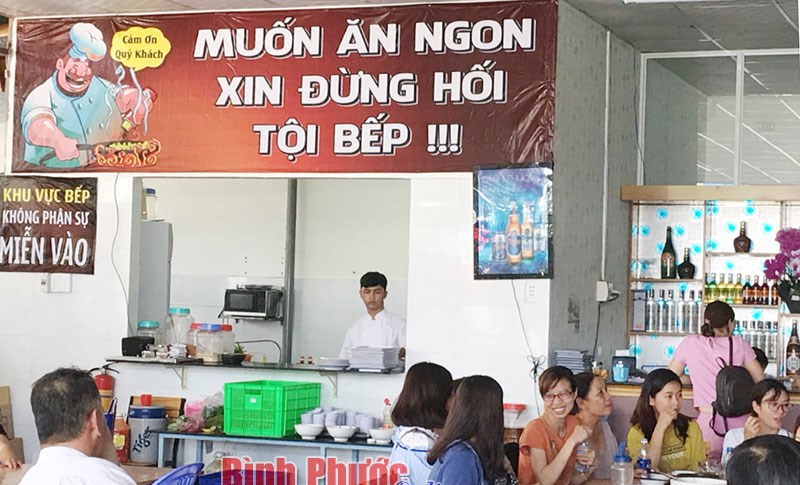 Cảm Ơn
Quý Khách
MUỐN ĂN NGON
XIN ĐỪNG HỐI
TỘI BẾP !!!
KHU VỰC BẾP
KHÔNG PHẬN SỰ
MIỄN VÀO
Tiger
Bình Phước